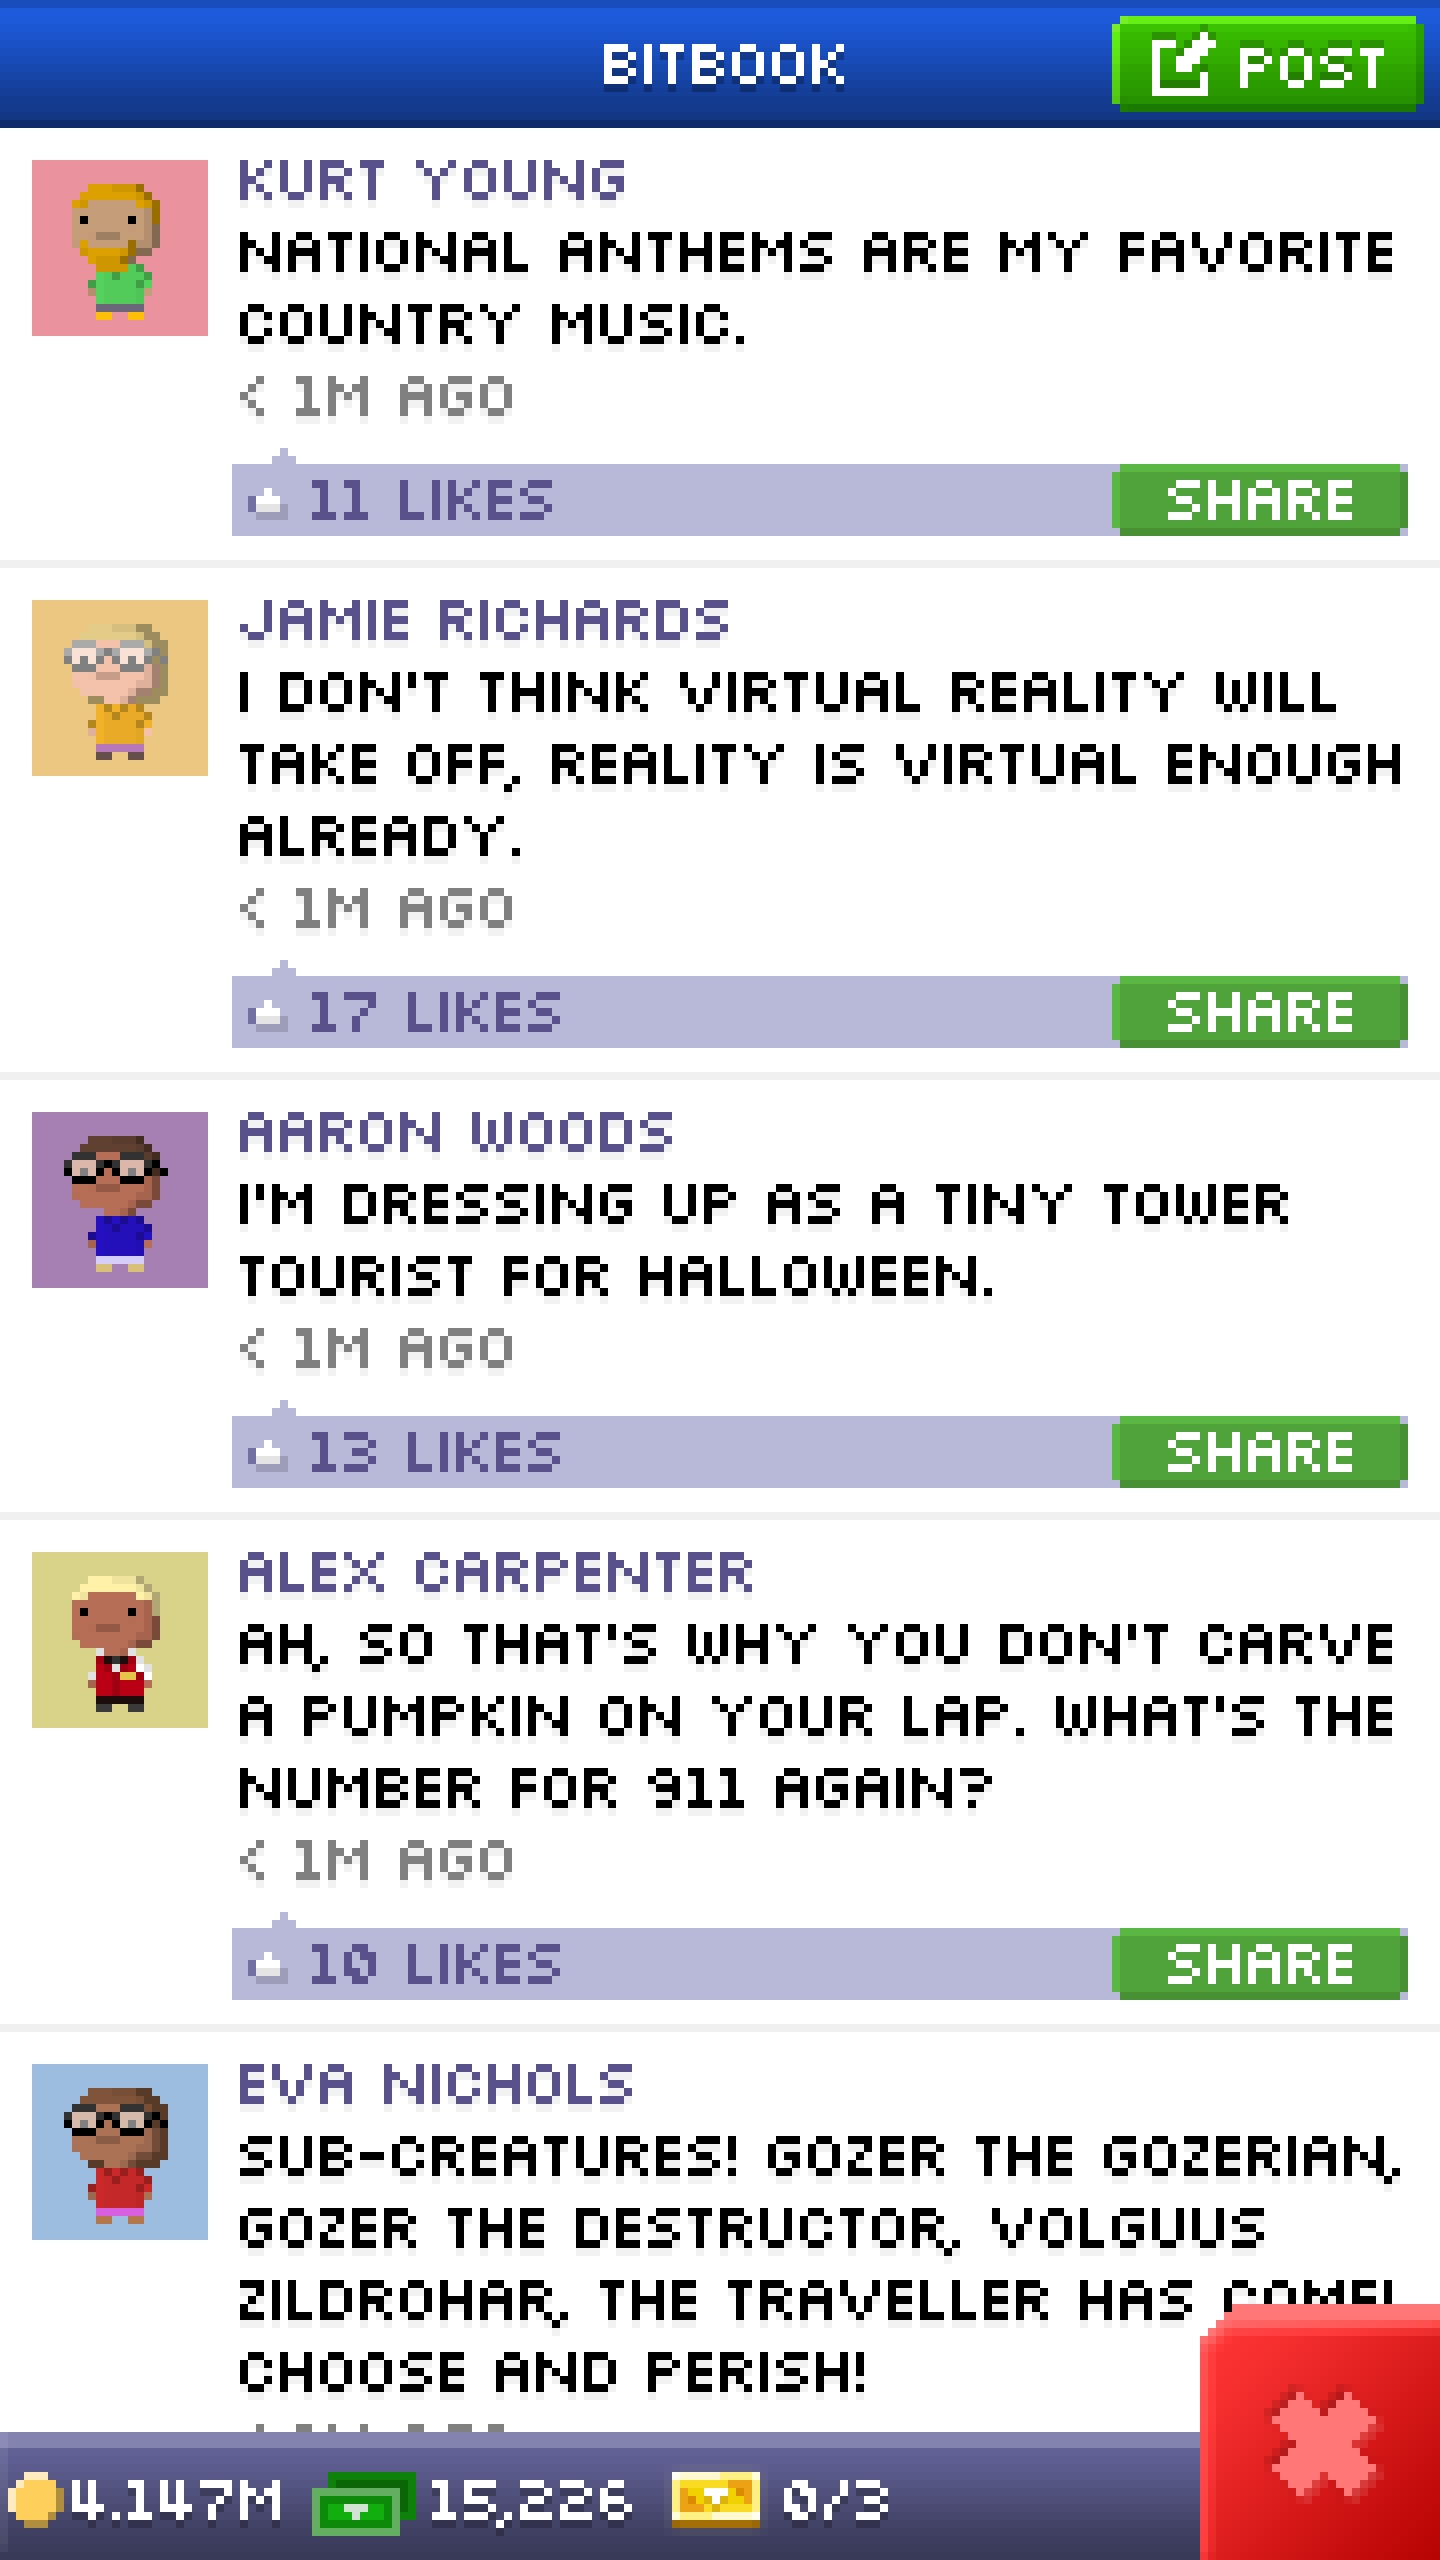 BITBOOK
POST
KURT YOUNG
NATIONAL ANTHEMS ARE MY FAVORITE
COUNTRY MUSIC.
< 1M AGO
11 LIKES
SHARE
JAMIE RICHARDS
I DON'T THINK VIRTUAL REALITY WILL
TAKE OFF, REALITY IS VIRTUAL ENOUGH
ALREADY.
< 1M AGO
17 LIKES
SHARE
AARON WOODS
I'M DRESSING UP AS A TINY TOWER
TOURIST FOR HALLOWEEN.
< 1M AGO
13 LIKES
SHARE
ALEX CARPENTER
AH, SO THAT'S WHY YOU DON'T CARVE
A PUMPKIN ON YOUR LAP. WHAT'S THE
NUMBER FOR 911 AGAIN?
< 1M AGO
10 LIKES
SHARE
EVA NICHOLS
SUB-CREATURES! GOZER THE GOZERIAN,
GOZER THE DESTRUCTOR, VOLGUUS
ZILDROHAR, THE TRAVELLER HAS COME!
CHOOSE AND PERISH!
4.147M
15,226
0/3